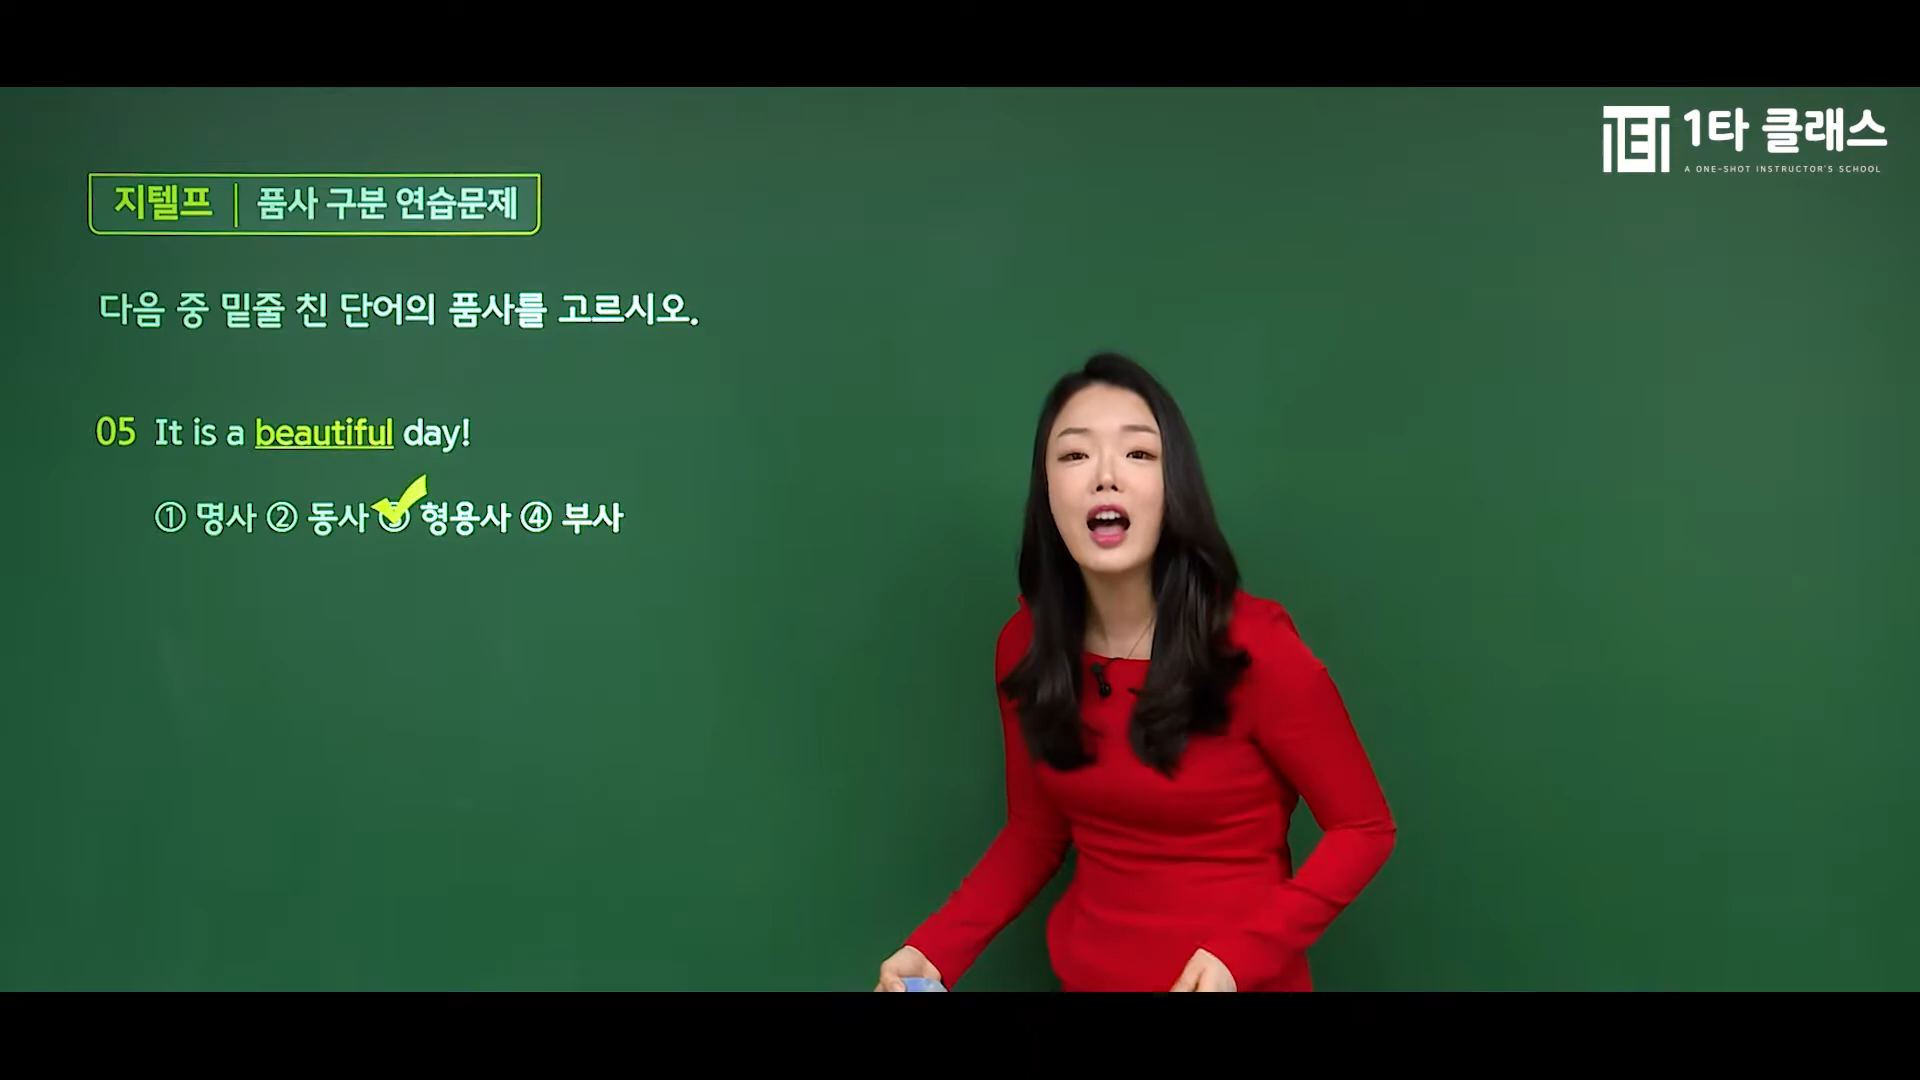 1타 클래스
A ONE-SHOT INSTRUCTOR'S SCHOOL
지텔프 | 품사 구분 연습문제
다음 중 밑줄 친 단어의 품사를 고르시오.
05 It is a beautiful day!
① 명사 ② 동사 ③ 형용사 ④ 부사